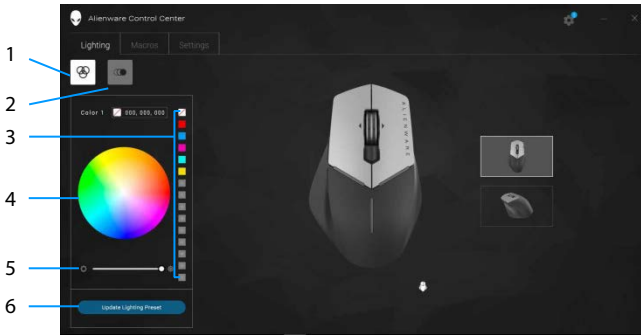 Alienware Control Center
Lighting Macros Settings
1
2
Color 1 000, 000, 000
3
ALIENWARE
4
5
6
Update Lighting Preset